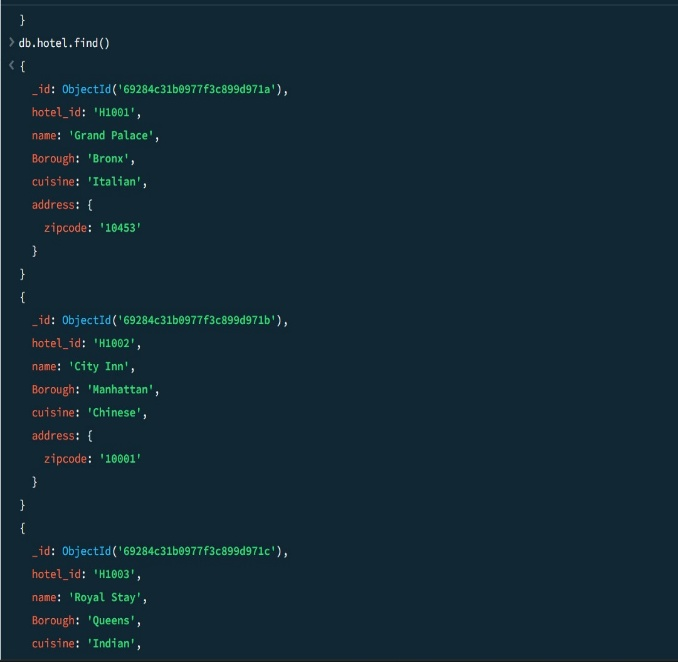 }
> db.hotel.find()
< {
_id: ObjectId('69284c31b0977f3c899d971a'),
hotel_id: 'H1001',
name: 'Grand Palace',
Borough: 'Bronx',
cuisine: 'Italian',
address: {
zipcode: '10453'
}
}
{
_id: ObjectId('69284c31b0977f3c899d971b'),
hotel_id: 'H1002',
name: 'City Inn',
Borough: 'Manhattan',
cuisine: 'Chinese',
address: {
zipcode: '10001'
}
}
{
_id: ObjectId('69284c31b0977f3c899d971c'),
hotel_id: 'H1003',
name: 'Royal Stay',
Borough: 'Queens',
cuisine: 'Indian',